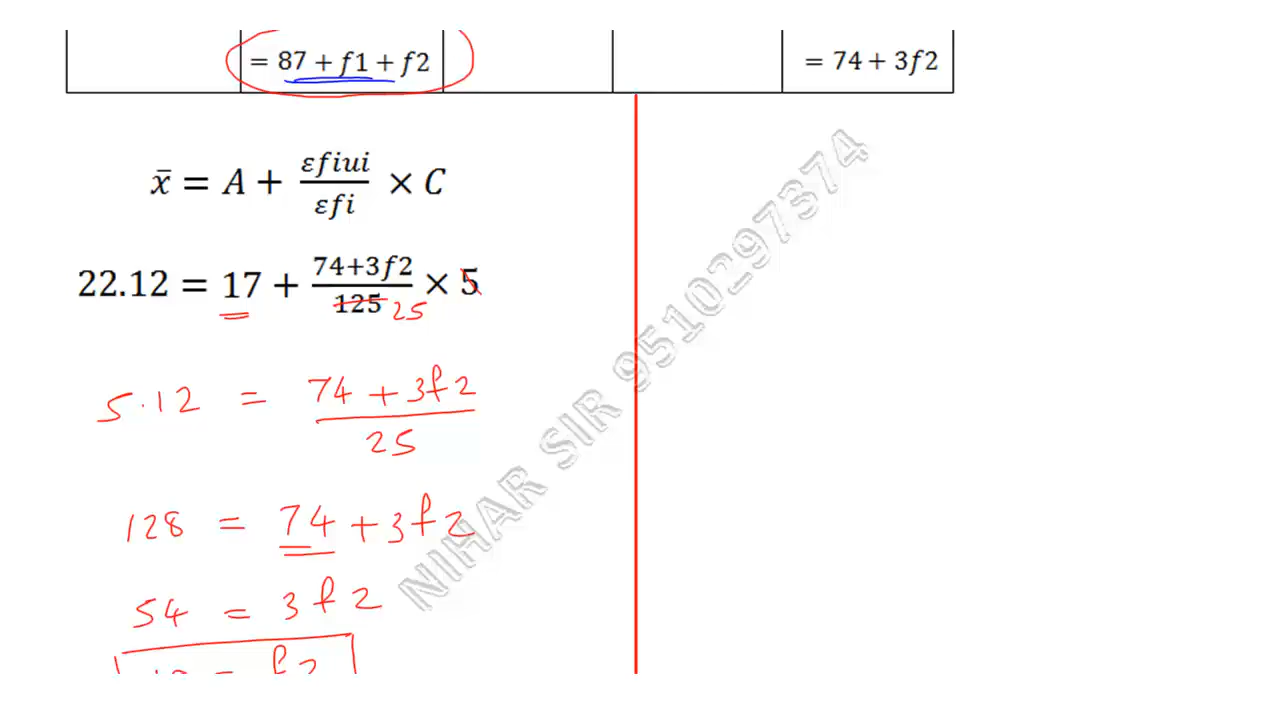 = 87 + f1 + f2
= 74 + 3f2
x̄ = A + εfiui/εfi × C
22.12 = 17 + 74+3f2/125 × 5
25
5.12 = 74 + 3f2/25
128 = 74 + 3f2
54 = 3f2
= f2
NIHAR SIR 9510297374